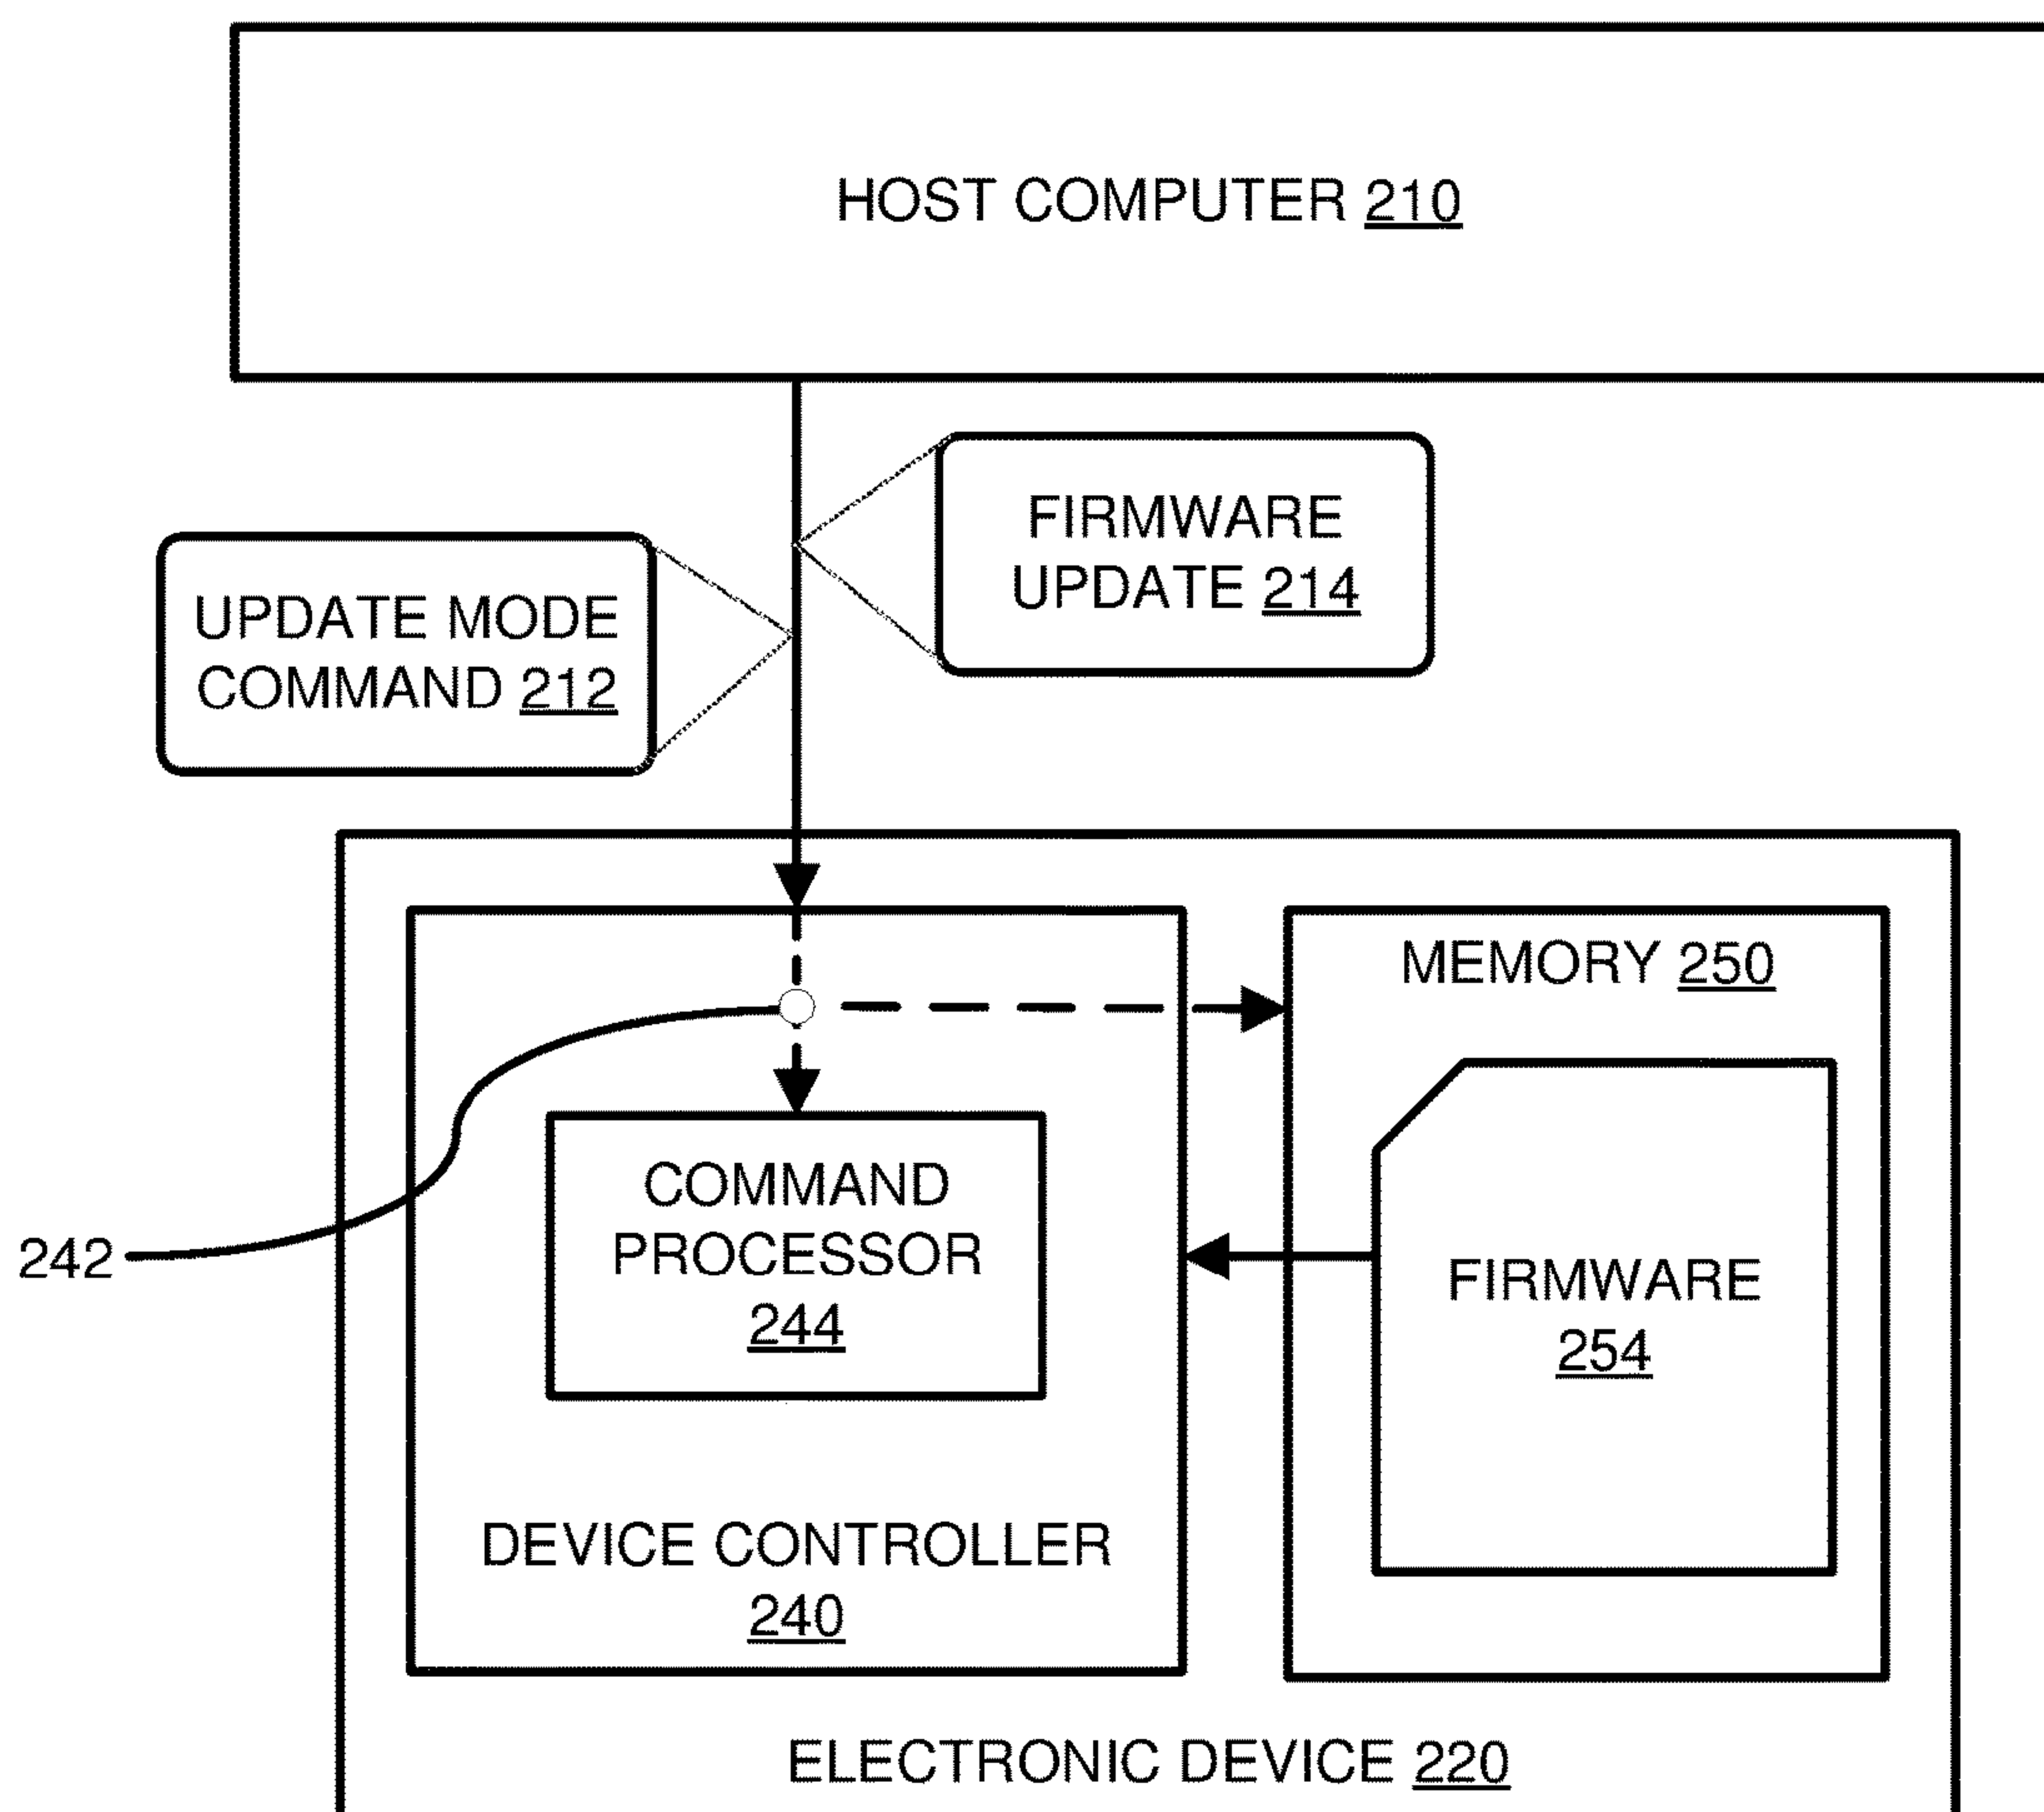 HOST COMPUTER 210
FIRMWARE
UPDATE 214
UPDATE MODE
COMMAND 212
MEMORY 250
COMMAND
PROCESSOR
244
242
FIRMWARE
254
DEVICE CONTROLLER
240
ELECTRONIC DEVICE 220